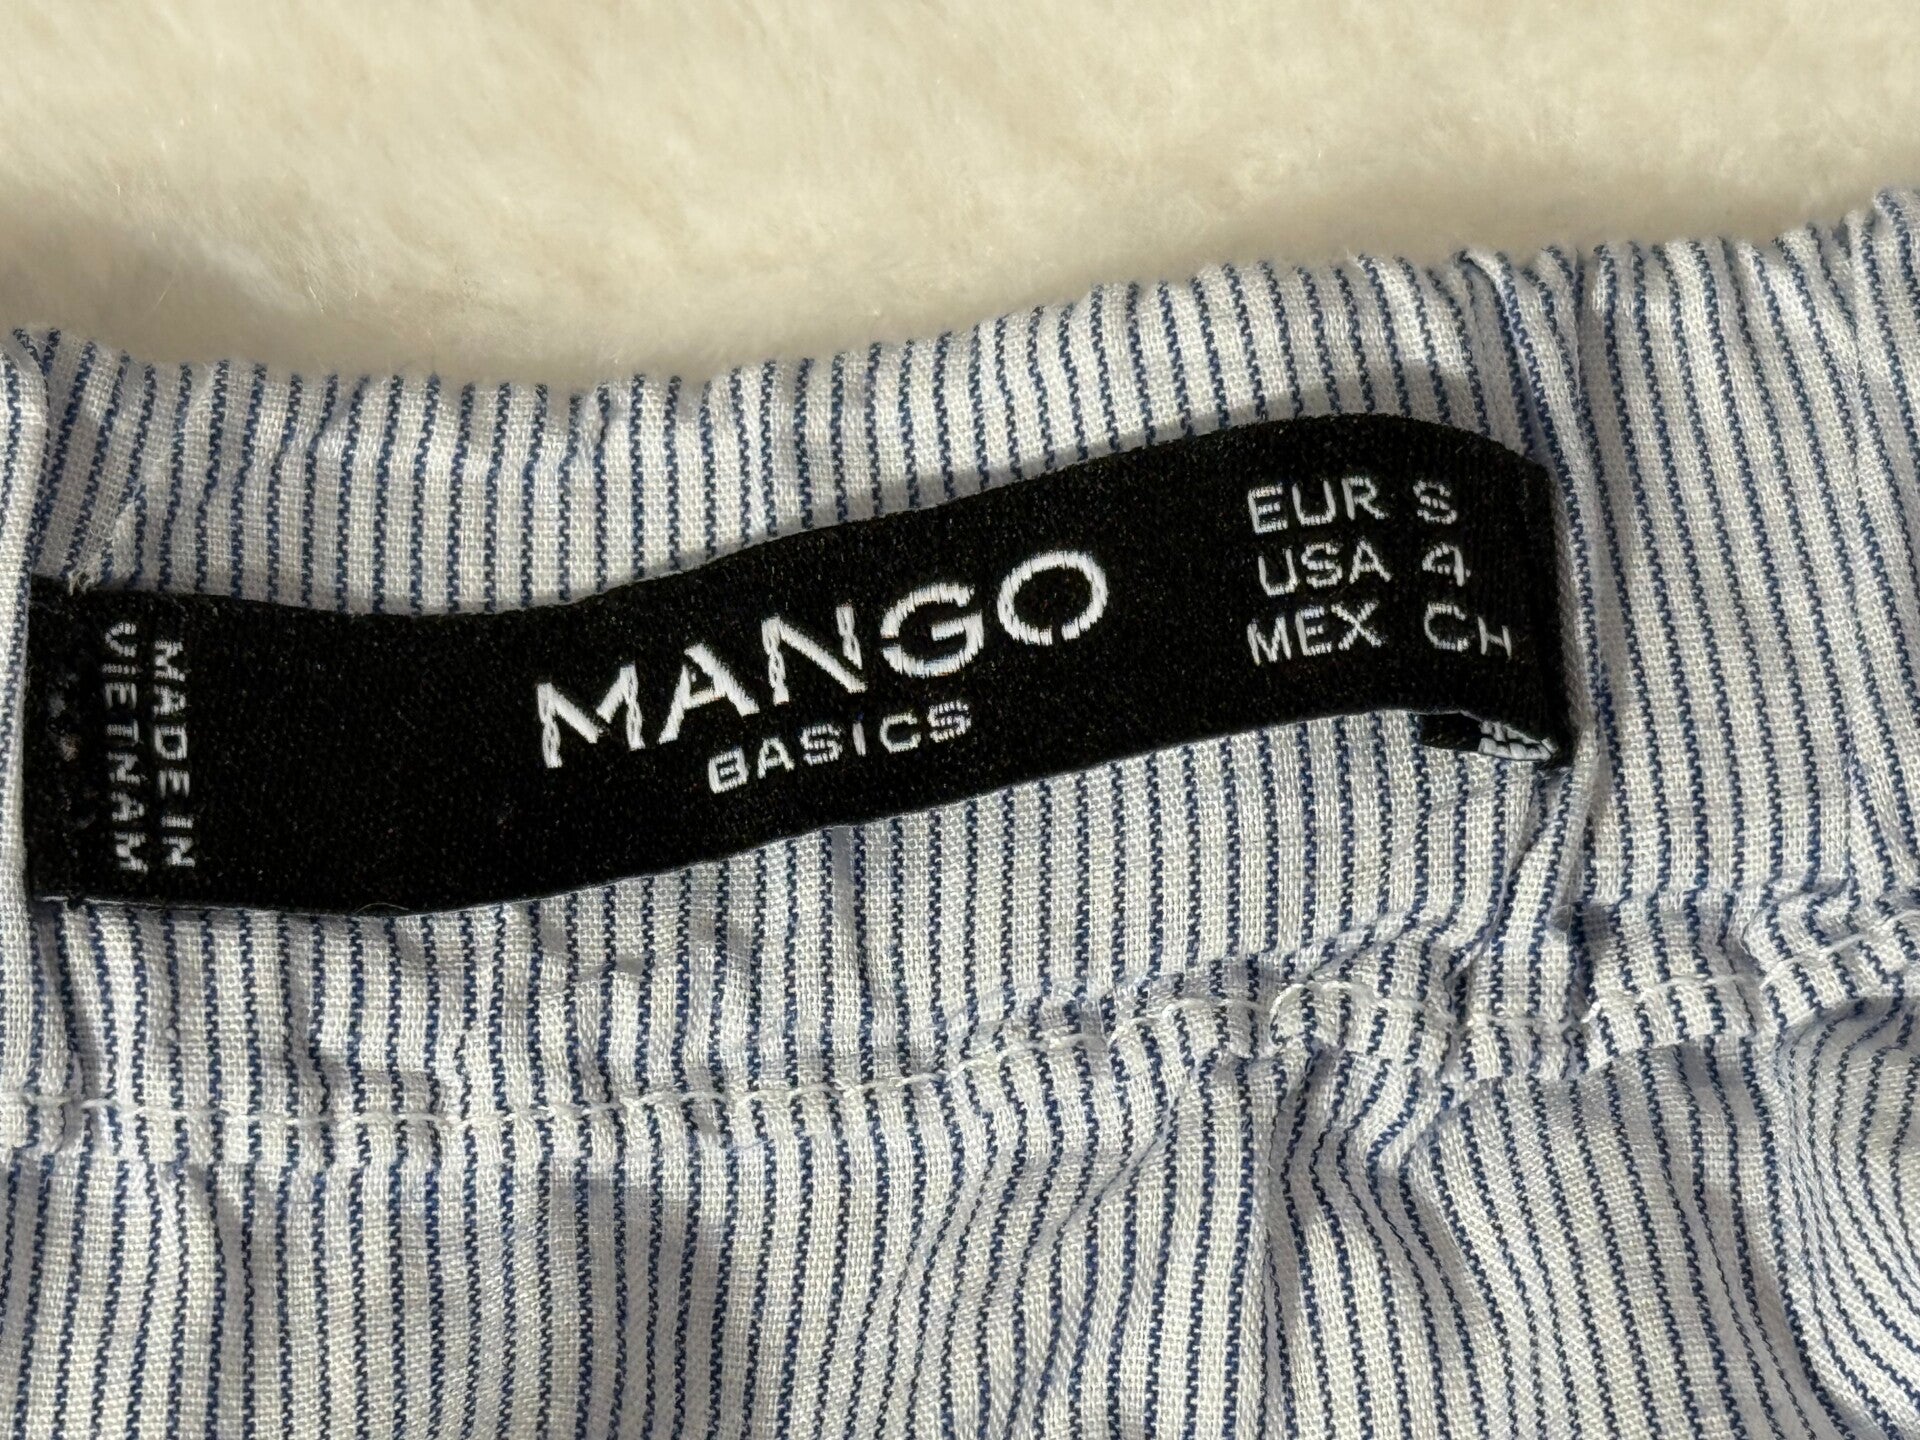 MANGO
BASICS
EUR S
USA 4
MEX CH
MADE IN
VIETNAM